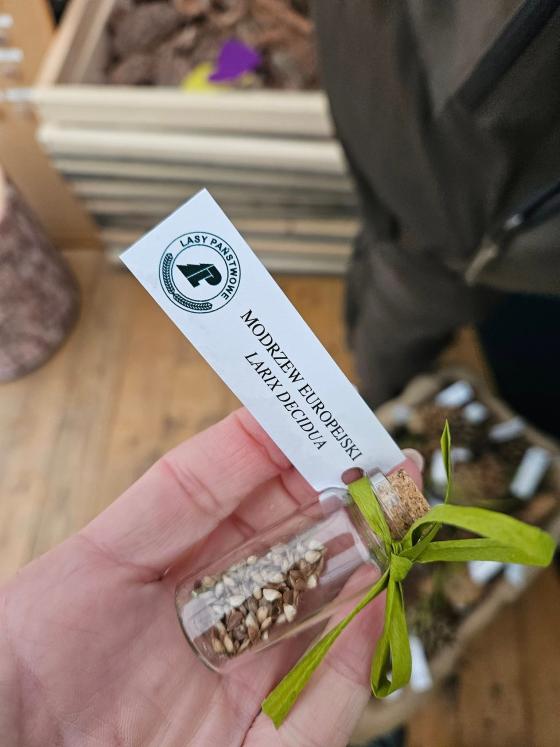 LASY PAŃSTWOWE
MODRZEW EUROPEJSKI
LARIX DECIDUA